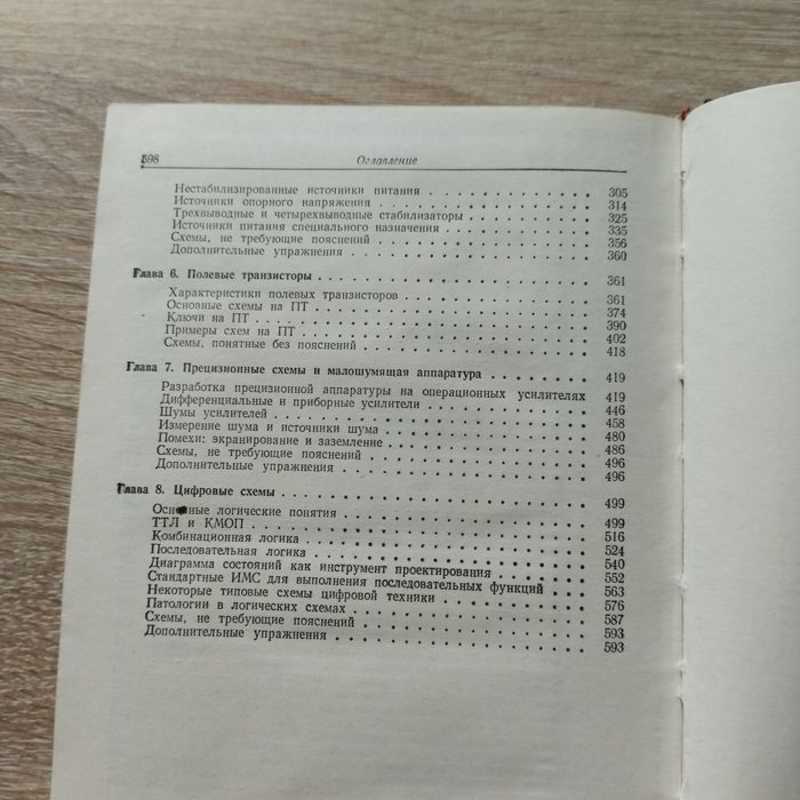 598 Оглавление
Нестабилизированные источники питания . . . . . . . . . . . . . 305
Источники опорного напряжения . . . . . . . . . . . . . . . . 314
Трехвыводные и четырехвыводные стабилизаторы . . . . . . . . . . 325
Источники питания специального назначения . . . . . . . . . . . . 335
Схемы, не требующие пояснений . . . . . . . . . . . . . . . . 356
Дополнительные упражнения . . . . . . . . . . . . . . . . . . 360
Глава 6. Полевые транзисторы . . . . . . . . . . . . . . . . . . . 361
Характеристики полевых транзисторов . . . . . . . . . . . . . . 361
Основные схемы на ПТ . . . . . . . . . . . . . . . . . . . . 374
Ключи на ПТ . . . . . . . . . . . . . . . . . . . . . . . . 390
Примеры схем на ПТ . . . . . . . . . . . . . . . . . . . . . 402
Схемы, понятные без пояснений . . . . . . . . . . . . . . . . . 418
Глава 7. Прецизионные схемы и малошумящая аппаратура . . . . . . . . 419
Разработка прецизионной аппаратуры на операционных усилителях 419
Дифференциальные и приборные усилители . . . . . . . . . . . . . 446
Шумы усилителей . . . . . . . . . . . . . . . . . . . . . . . 458
Измерение шума и источники шума . . . . . . . . . . . . . . . . 480
Помехи: экранирование и заземление . . . . . . . . . . . . . . . 486
Схемы, не требующие пояснений . . . . . . . . . . . . . . . . . 496
Дополнительные упражнения . . . . . . . . . . . . . . . . . . . 496
Глава 8. Цифровые схемы . . . . . . . . . . . . . . . . . . . . . 499
Основные логические понятия . . . . . . . . . . . . . . . . . . 499
ТТЛ и КМОП . . . . . . . . . . . . . . . . . . . . . . . . . 516
Комбинационная логика . . . . . . . . . . . . . . . . . . . . . 524
Последовательная логика . . . . . . . . . . . . . . . . . . . . 540
Диаграмма состояний как инструмент проектирования . . . . . . . 552
Стандартные ИМС для выполнения последовательных функций . . . 563
Некоторые типовые схемы цифровой техники . . . . . . . . . . . . 576
Патологии в логических схемах . . . . . . . . . . . . . . . . . 587
Схемы, не требующие пояснений . . . . . . . . . . . . . . . . . 593
Дополнительные упражнения . . . . . . . . . . . . . . . . . . . 593